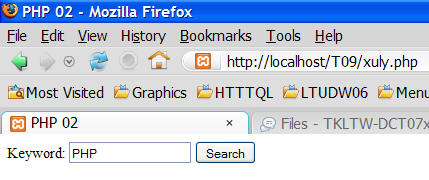 PHP 02 - Mozilla Firefox
File Edit View History Bookmarks Tools Help
http://localhost/T09/xuly.php
Most Visited Graphics HTTTQL LTUDW06 Menu
PHP 02 × Files - TKLTW-DCT07x
Keyword: PHP Search